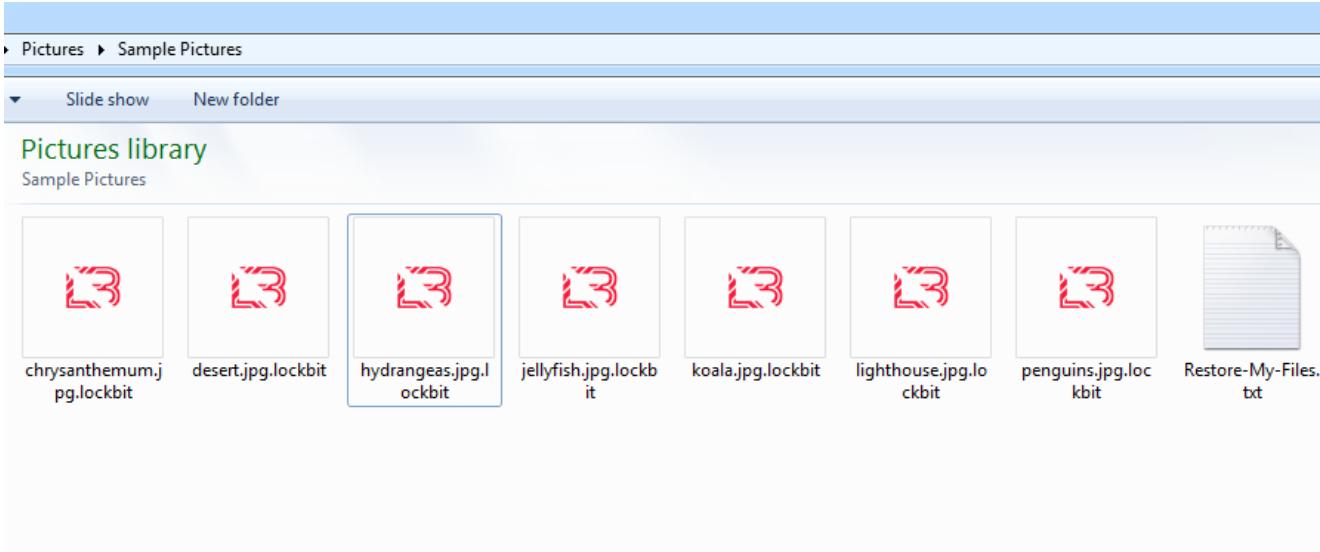 Pictures ▸ Sample Pictures
Slide show New folder
Pictures library
Sample Pictures
chrysanthemum.j
pg.lockbit
desert.jpg.lockbit
hydrangeas.jpg.l
ockbit
jellyfish.jpg.lockb
it
koala.jpg.lockbit
lighthouse.jpg.lo
ckbit
penguins.jpg.loc
kbit
Restore-My-Files.
txt